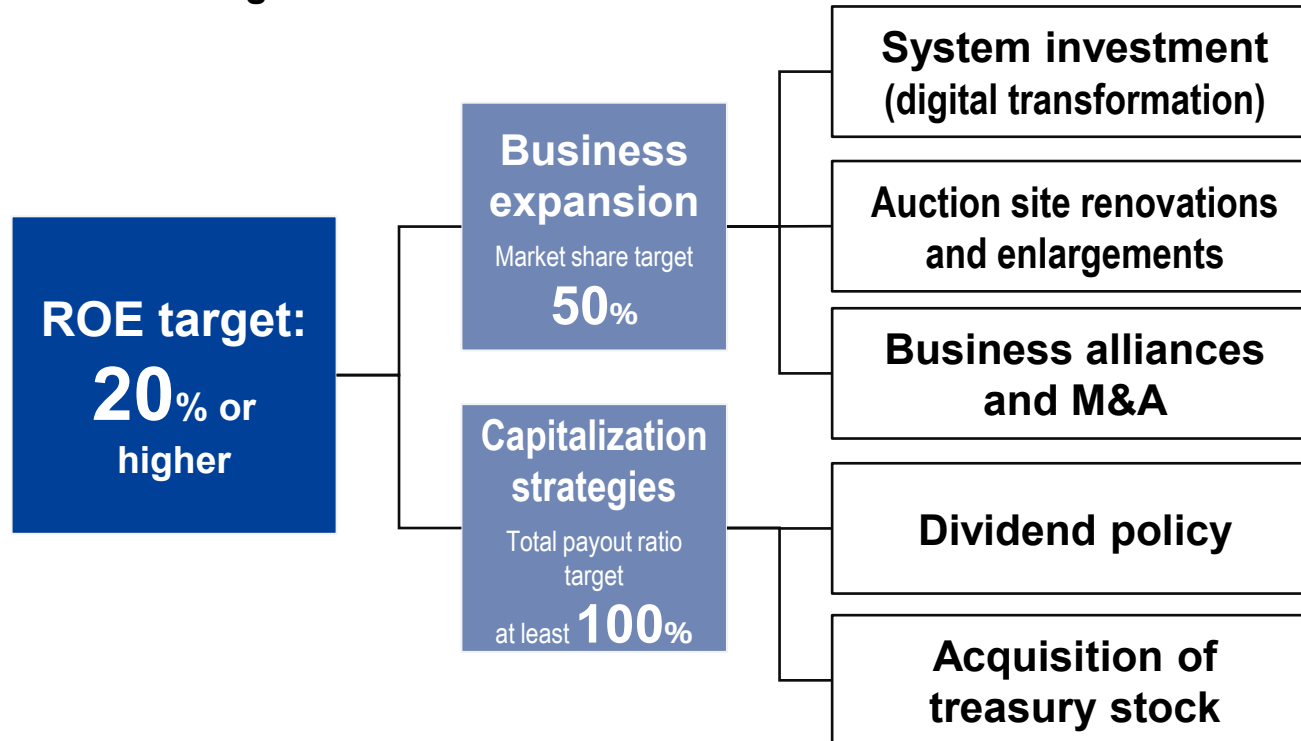 ROE target:
20% or
higher
Business
expansion
Market share target
50%
Capitalization
strategies
Total payout ratio
target
at least 100%
System investment
(digital transformation)
Auction site renovations
and enlargements
Business alliances
and M&A
Dividend policy
Acquisition of
treasury stock